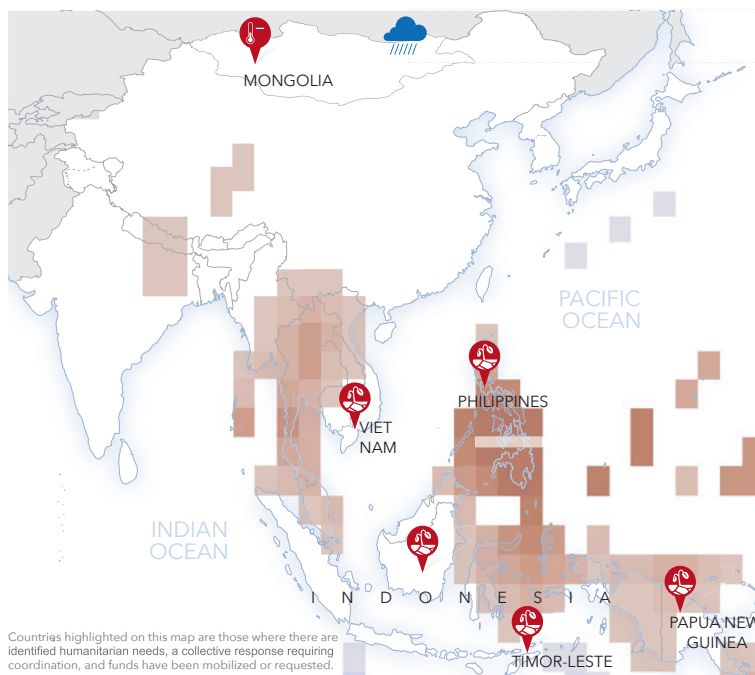 MONGOLIA
PACIFIC
OCEAN
PHILIPPINES
VIET
NAM
INDIAN
OCEAN
INDONESIA
PAPUA NEW
GUINEA
TIMOR-LESTE
Countries highlighted on this map are those where there are
identified humanitarian needs, a collective response requiring
coordination, and funds have been mobilized or requested.